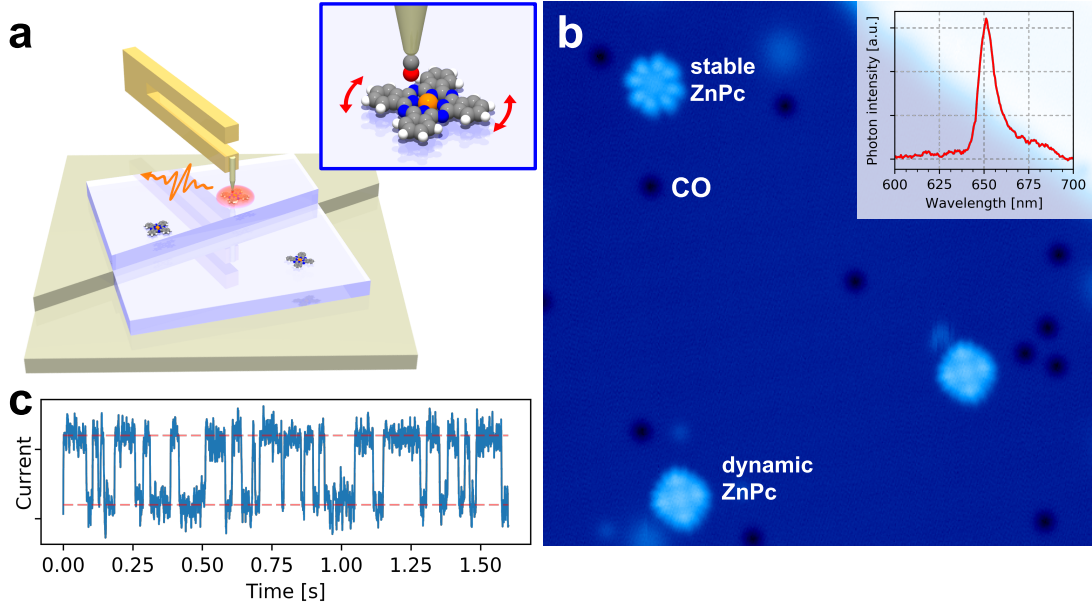 a
b
stable
ZnPc
CO
dynamic
ZnPc
Photon intensity [a.u.]
600
625
650
675
700
Wavelength [nm]
c
Current
0.00
0.25
0.50
0.75
1.00
1.25
1.50
Time [s]